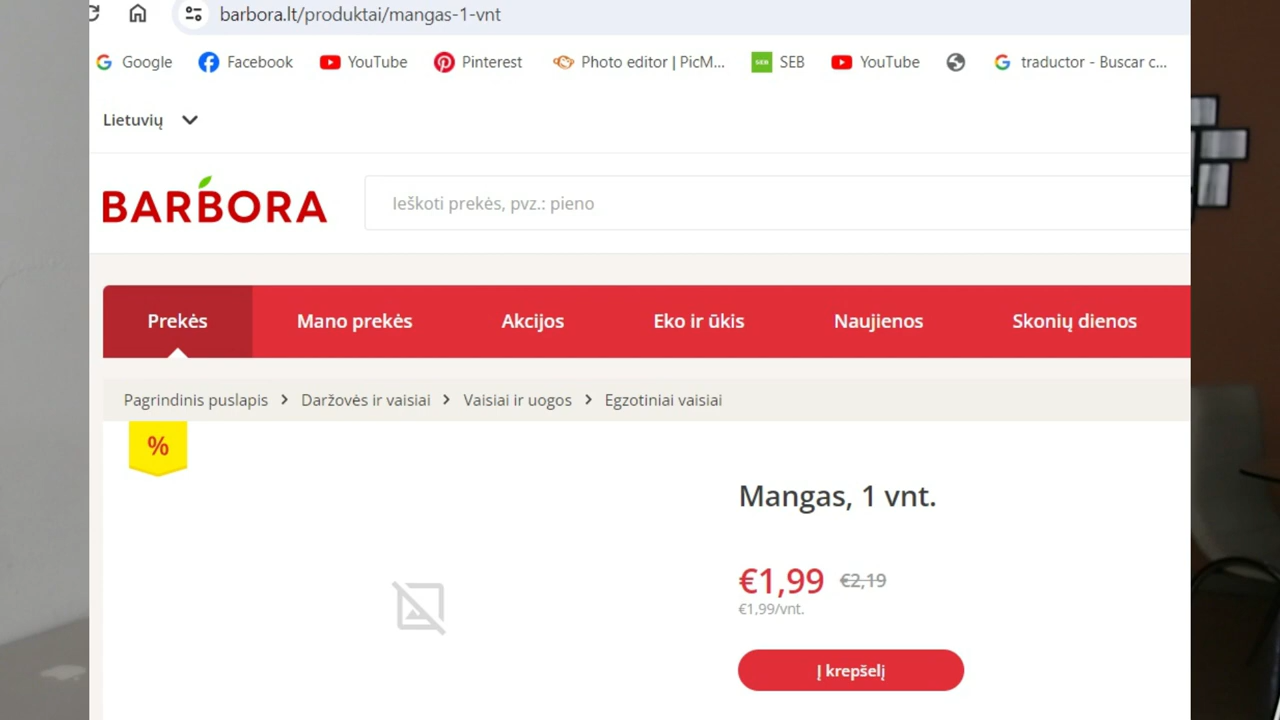 barbora.lt/produktai/mangas-1-vnt
Google Facebook YouTube Pinterest Photo editor | PicM... SEB SEB YouTube traductor - Buscar c...
Lietuvių
BARBORA Ieškoti prekės, pvz.: pieno
Prekės Mano prekės Akcijos Eko ir ūkis Naujienos Skonių dienos
Pagrindinis puslapis > Daržovės ir vaisiai > Vaisiai ir uogos > Egzotiniai vaisiai
%
Mangas, 1 vnt.
€1,99 €2,19
€1,99/vnt.
Į krepšelį